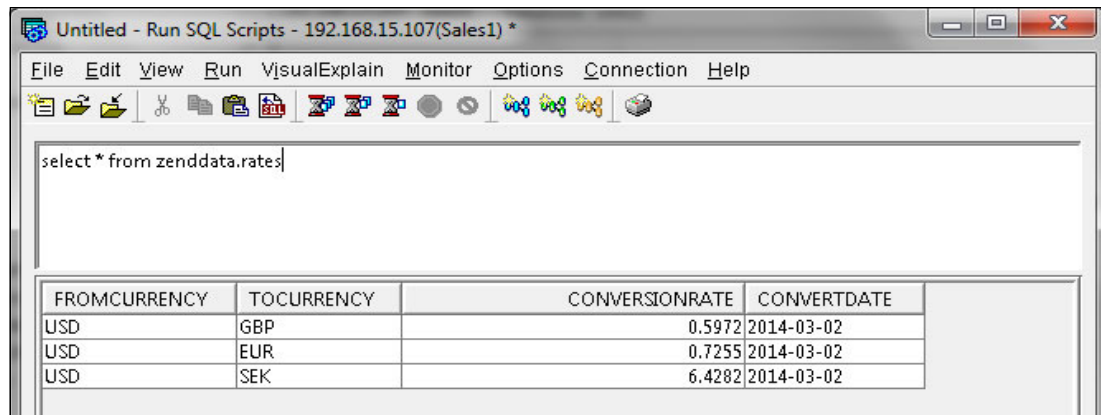 Untitled - Run SQL Scripts - 192.168.15.107(Sales1) *
File Edit View Run VisualExplain Monitor Options Connection Help
select * from zenddata.rates
FROMCURRENCY TOCURRENCY CONVERSIONRATE CONVERTDATE
USD GBP 0.5972 2014-03-02
USD EUR 0.7255 2014-03-02
USD SEK 6.4282 2014-03-02